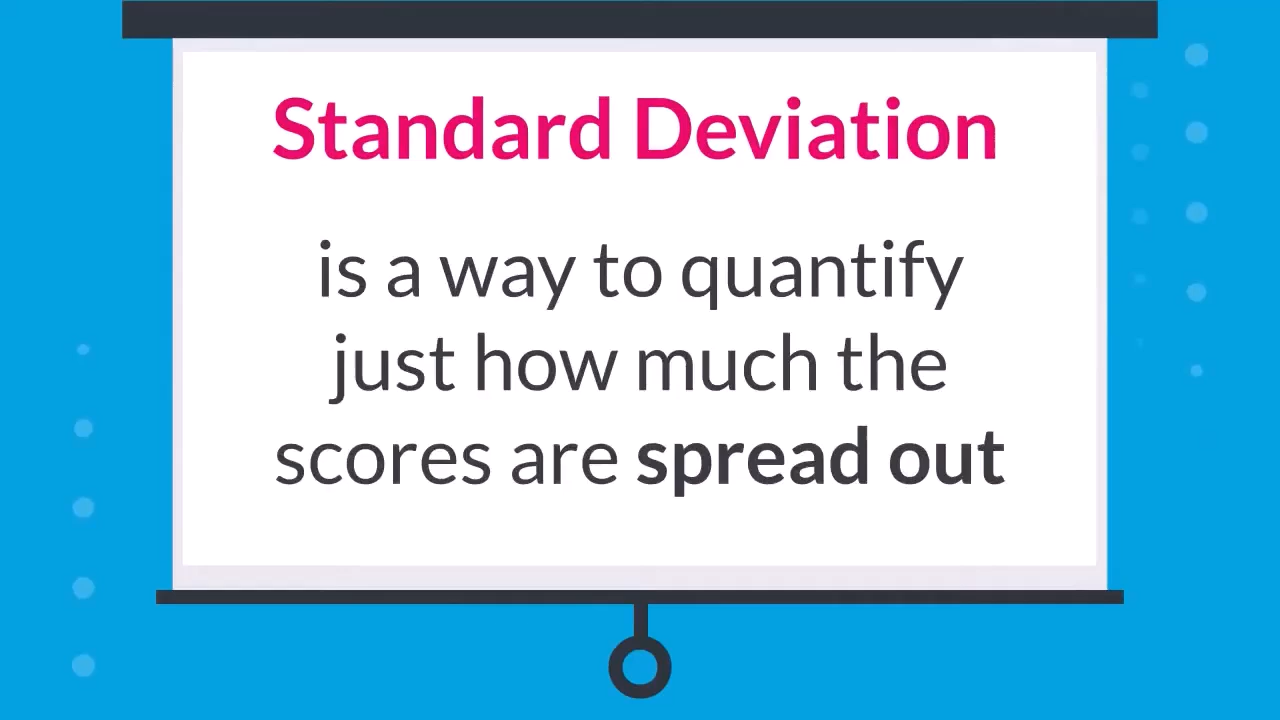 Standard Deviation
is a way to quantify
just how much the
scores are spread out